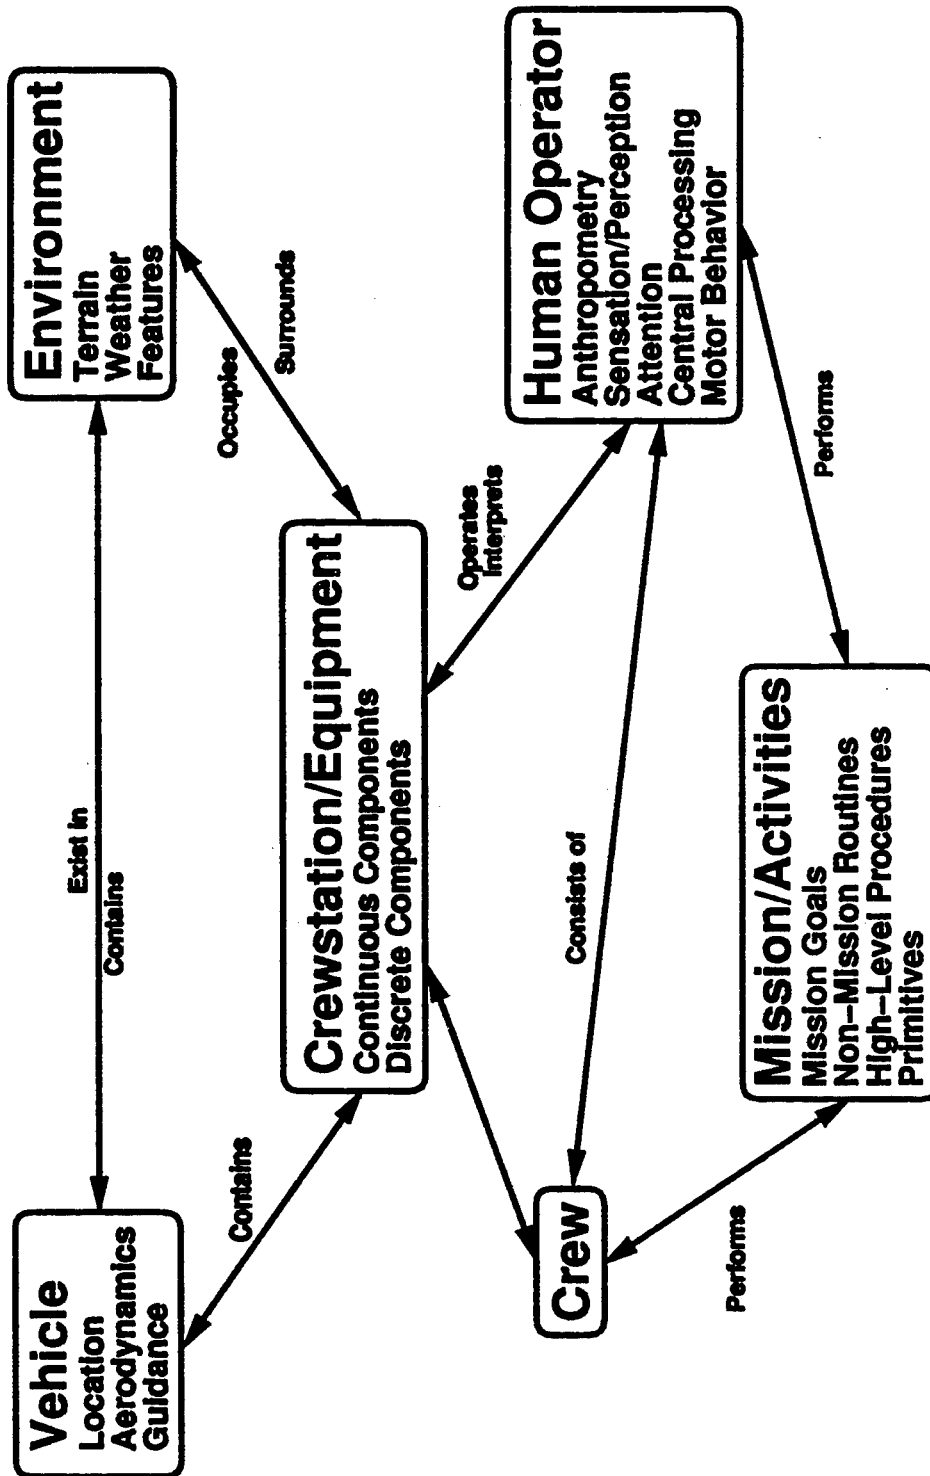 Vehicle
Location
Aerodynamics
Guidance
Exist in
Contains
Environment
Terrain
Weather
Features
Contains
Occupies
Surrounds
Crewstation/Equipment
Continuous Components
Discrete Components
Operates
Interprets
Human Operator
Anthropometry
Sensation/Perception
Attention
Central Processing
Motor Behavior
Crew
Consists of
Performs
Performs
Mission/Activities
Mission Goals
Non-Mission Routines
High-Level Procedures
Primitives